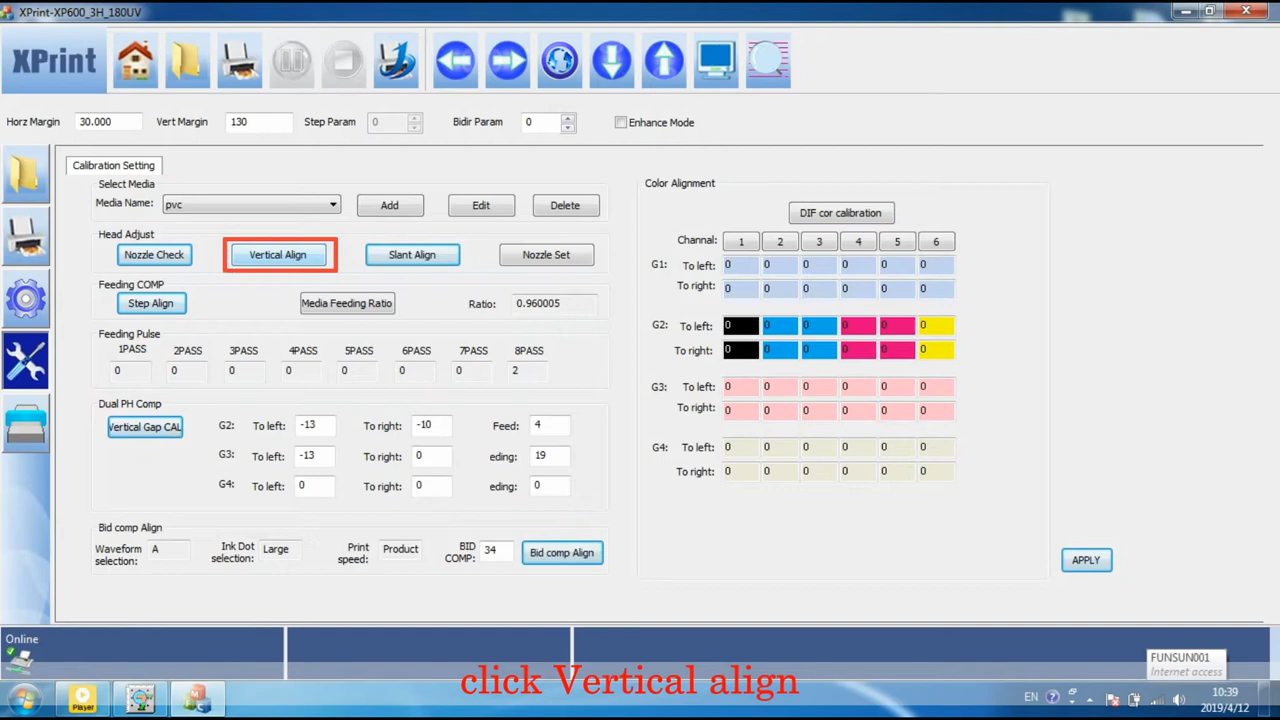 XPrint-XP600_3H_180UV
XPrint
Horz Margin 30.000 Vert Margin 130 Step Param 0 Bidir Param 0 Enhance Mode
Calibration Setting
Select Media
Media Name: pvc Add Edit Delete
Head Adjust
Nozzle Check Vertical Align Slant Align Nozzle Set
Feeding COMP
Step Align Media Feeding Ratio Ratio: 0.960005
Feeding Pulse
1PASS 2PASS 3PASS 4PASS 5PASS 6PASS 7PASS 8PASS
0 0 0 0 0 0 0 2
Dual PH Comp
Vertical Gap CAL G2: To left: -13 To right: -10 Feed: 4
G3: To left: -13 To right: 0 eding: 19
G4: To left: 0 To right: 0 eding: 0
Bid comp Align
Waveform selection: A Ink Dot selection: Large Print speed: Product BID COMP: 34 Bid comp Align
Color Alignment
DIF cor calibration
Channal: 1 2 3 4 5 6
G1: To left: 0 0 0 0 0 0
To right: 0 0 0 0 0 0
G2: To left: 0 0 0 0 0 0
To right: 0 0 0 0 0 0
G3: To left: 0 0 0 0 0 0
To right: 0 0 0 0 0 0
G4: To left: 0 0 0 0 0 0
To right: 0 0 0 0 0 0
APPLY
Online
FUNSUN001
Internet access
click Vertical align
Player
EN
10:39
2019/4/12